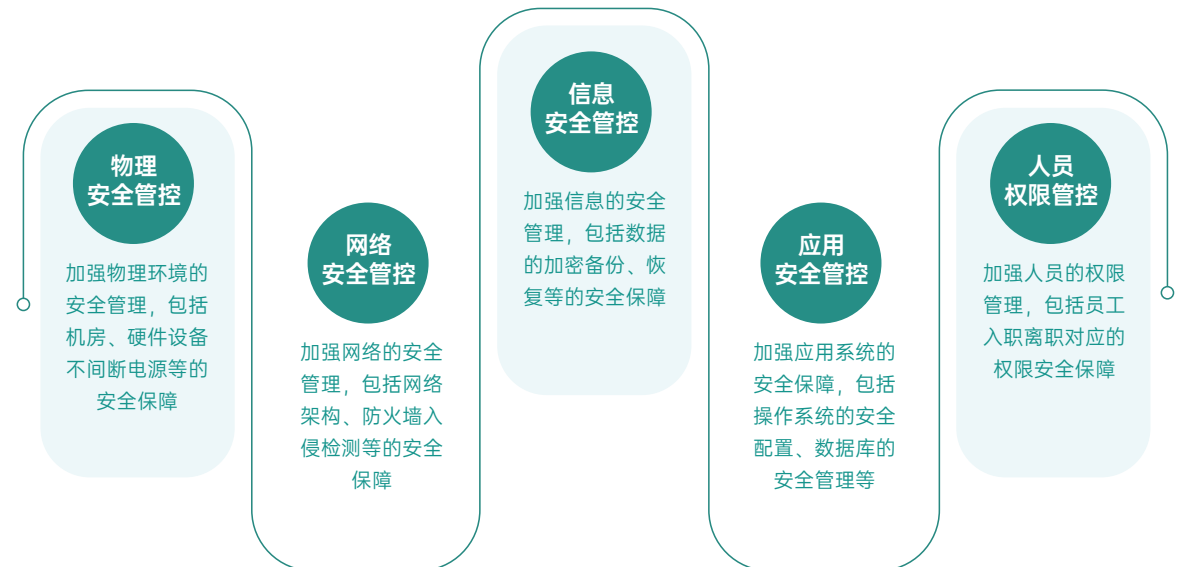 物理
安全管控
加强物理环境的
安全管理，包括
机房、硬件设备
不间断电源等的
安全保障
网络
安全管控
加强网络的安全
管理，包括网络
架构、防火墙入
侵检测等的安全
保障
信息
安全管控
加强信息的安全
管理，包括数据
的加密备份、恢
复等的安全保障
应用
安全管控
加强应用系统的
安全保障，包括
操作系统的安全
配置、数据库的
安全管理等
人员
权限管控
加强人员的权限
管理，包括员工
入职离职对应的
权限安全保障